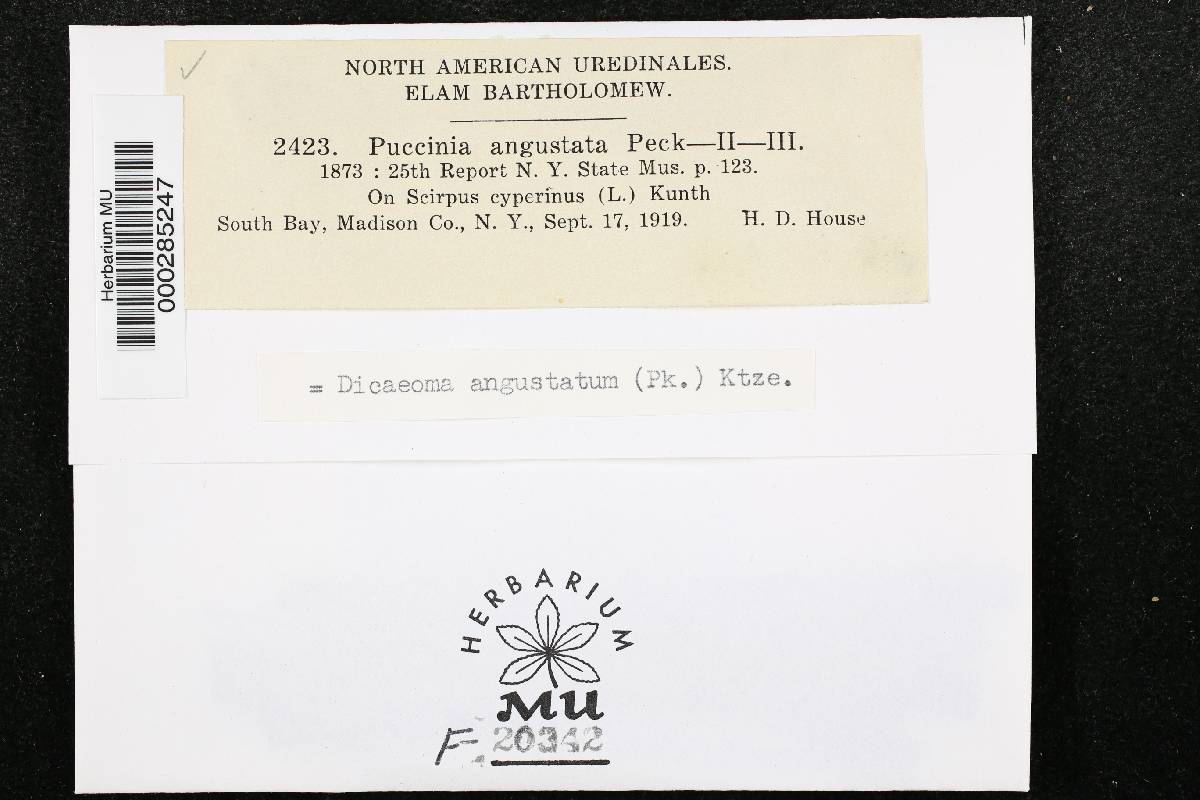 NORTH AMERICAN UREDINALES.
ELAM BARTHOLOMEW.
2423. Puccinia angustata Peck—II—III.
1873 : 25th Report N. Y. State Mus. p. 123.
On Scirpus cyperinus (L.) Kunth
South Bay, Madison Co., N. Y., Sept. 17, 1919. H. D. House
Herbarium MU
000285247
= Dicaeoma angustatum (Pk.) Ktze.
HERBARIUM
MU
F 20342